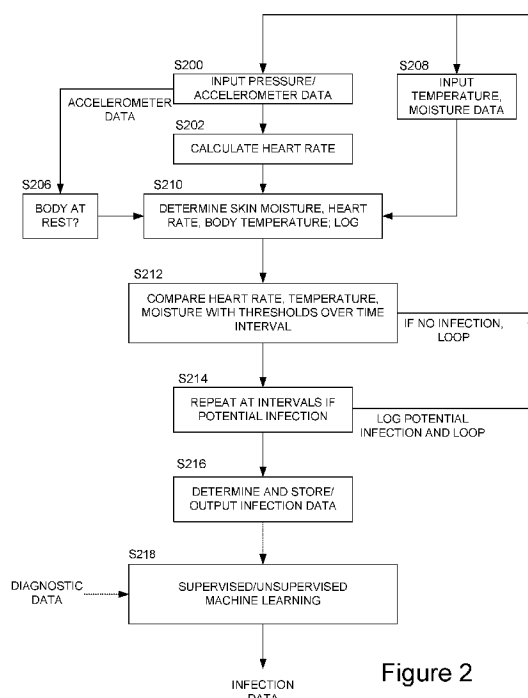 S200
INPUT PRESSURE/
ACCELEROMETER DATA
S208
INPUT
TEMPERATURE,
MOISTURE DATA
ACCELEROMETER
DATA
S202
CALCULATE HEART RATE
S206
BODY AT
REST?
S210
DETERMINE SKIN MOISTURE, HEART
RATE, BODY TEMPERATURE; LOG
S212
COMPARE HEART RATE, TEMPERATURE,
MOISTURE WITH THRESHOLDS OVER TIME
INTERVAL
IF NO INFECTION,
LOOP
S214
REPEAT AT INTERVALS IF
POTENTIAL INFECTION
LOG POTENTIAL
INFECTION AND LOOP
S216
DETERMINE AND STORE/
OUTPUT INFECTION DATA
S218
DIAGNOSTIC
DATA
SUPERVISED/UNSUPERVISED
MACHINE LEARNING
INFECTION
DATA
Figure 2